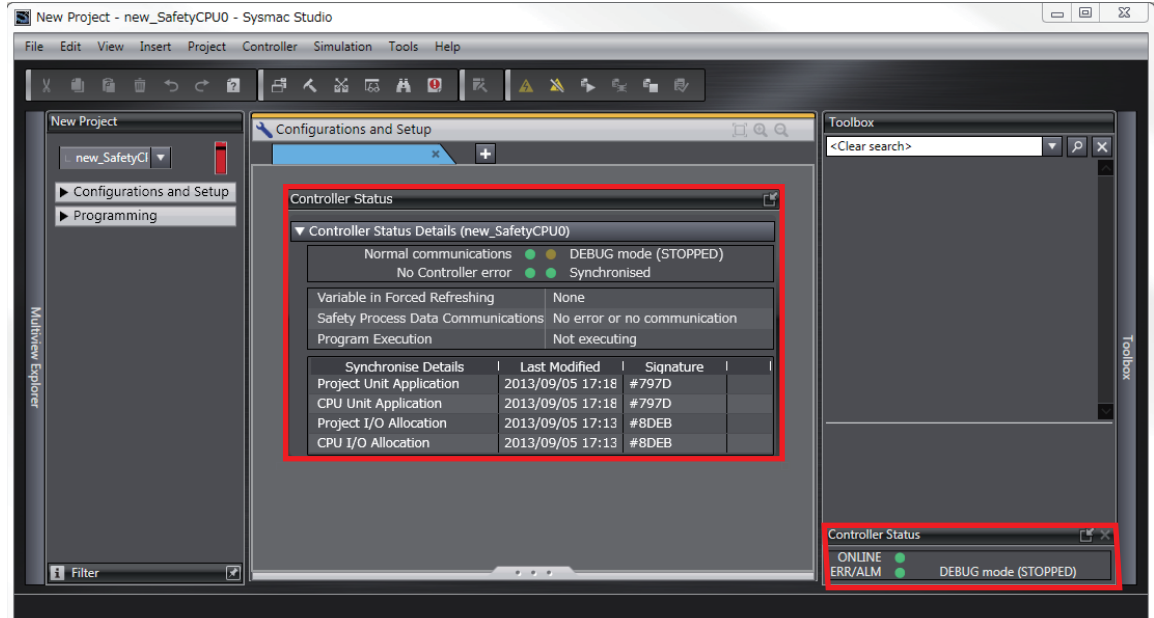 New Project - new_SafetyCPU0 - Sysmac Studio
File Edit View Insert Project Controller Simulation Tools Help
New Project
new_SafetyCl
Configurations and Setup
Programming
Multiview Explorer
Filter
Configurations and Setup
Controller Status
Controller Status Details (new_SafetyCPU0)
Normal communications DEBUG mode (STOPPED)
No Controller error Synchronised
Variable in Forced Refreshing None
Safety Process Data Communications No error or no communication
Program Execution Not executing
Synchronise Details Last Modified Signature
Project Unit Application 2013/09/05 17:18 #797D
CPU Unit Application 2013/09/05 17:18 #797D
Project I/O Allocation 2013/09/05 17:13 #8DEB
CPU I/O Allocation 2013/09/05 17:13 #8DEB
Toolbox
<Clear search>
Toolbox
Controller Status
ONLINE
ERR/ALM DEBUG mode (STOPPED)